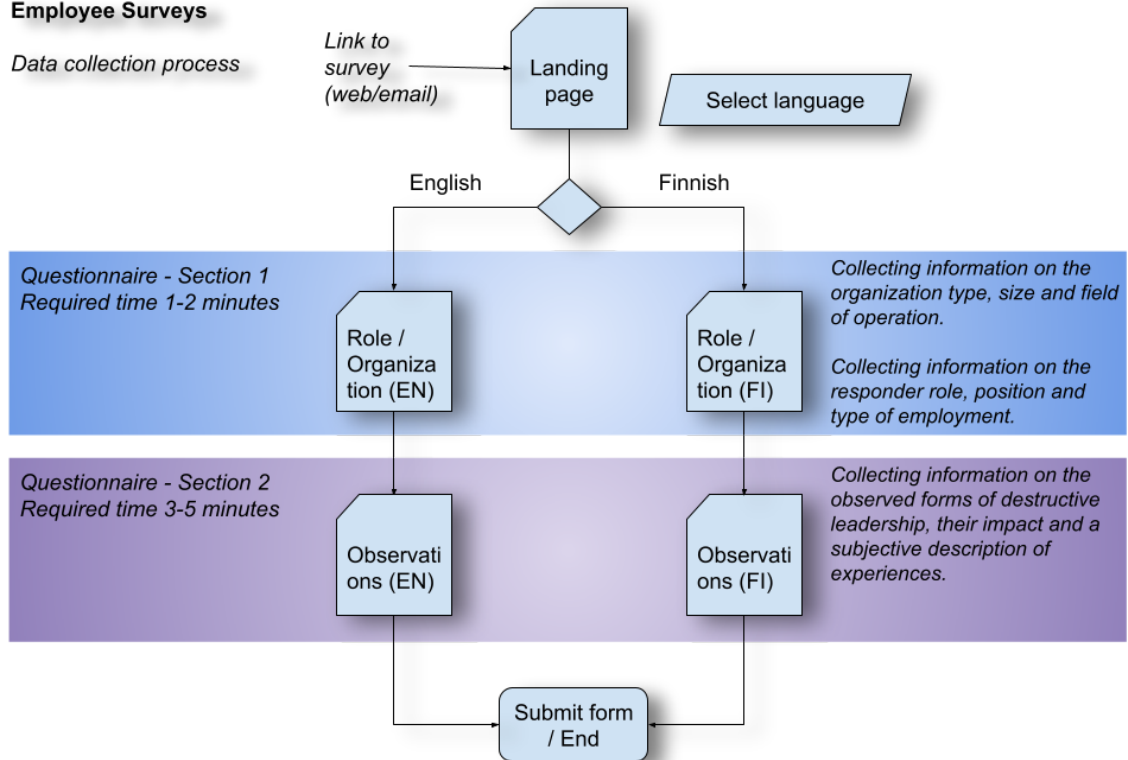 Employee Surveys
Data collection process
Link to
survey
(web/email)
Landing
page
Select language
English
Finnish
Questionnaire - Section 1
Required time 1-2 minutes
Role /
Organiza
tion (EN)
Role /
Organiza
tion (FI)
Collecting information on the
organization type, size and field
of operation.
Collecting information on the
responder role, position and
type of employment.
Questionnaire - Section 2
Required time 3-5 minutes
Observati
ons (EN)
Observati
ons (FI)
Collecting information on the
observed forms of destructive
leadership, their impact and a
subjective description of
experiences.
Submit form
/ End